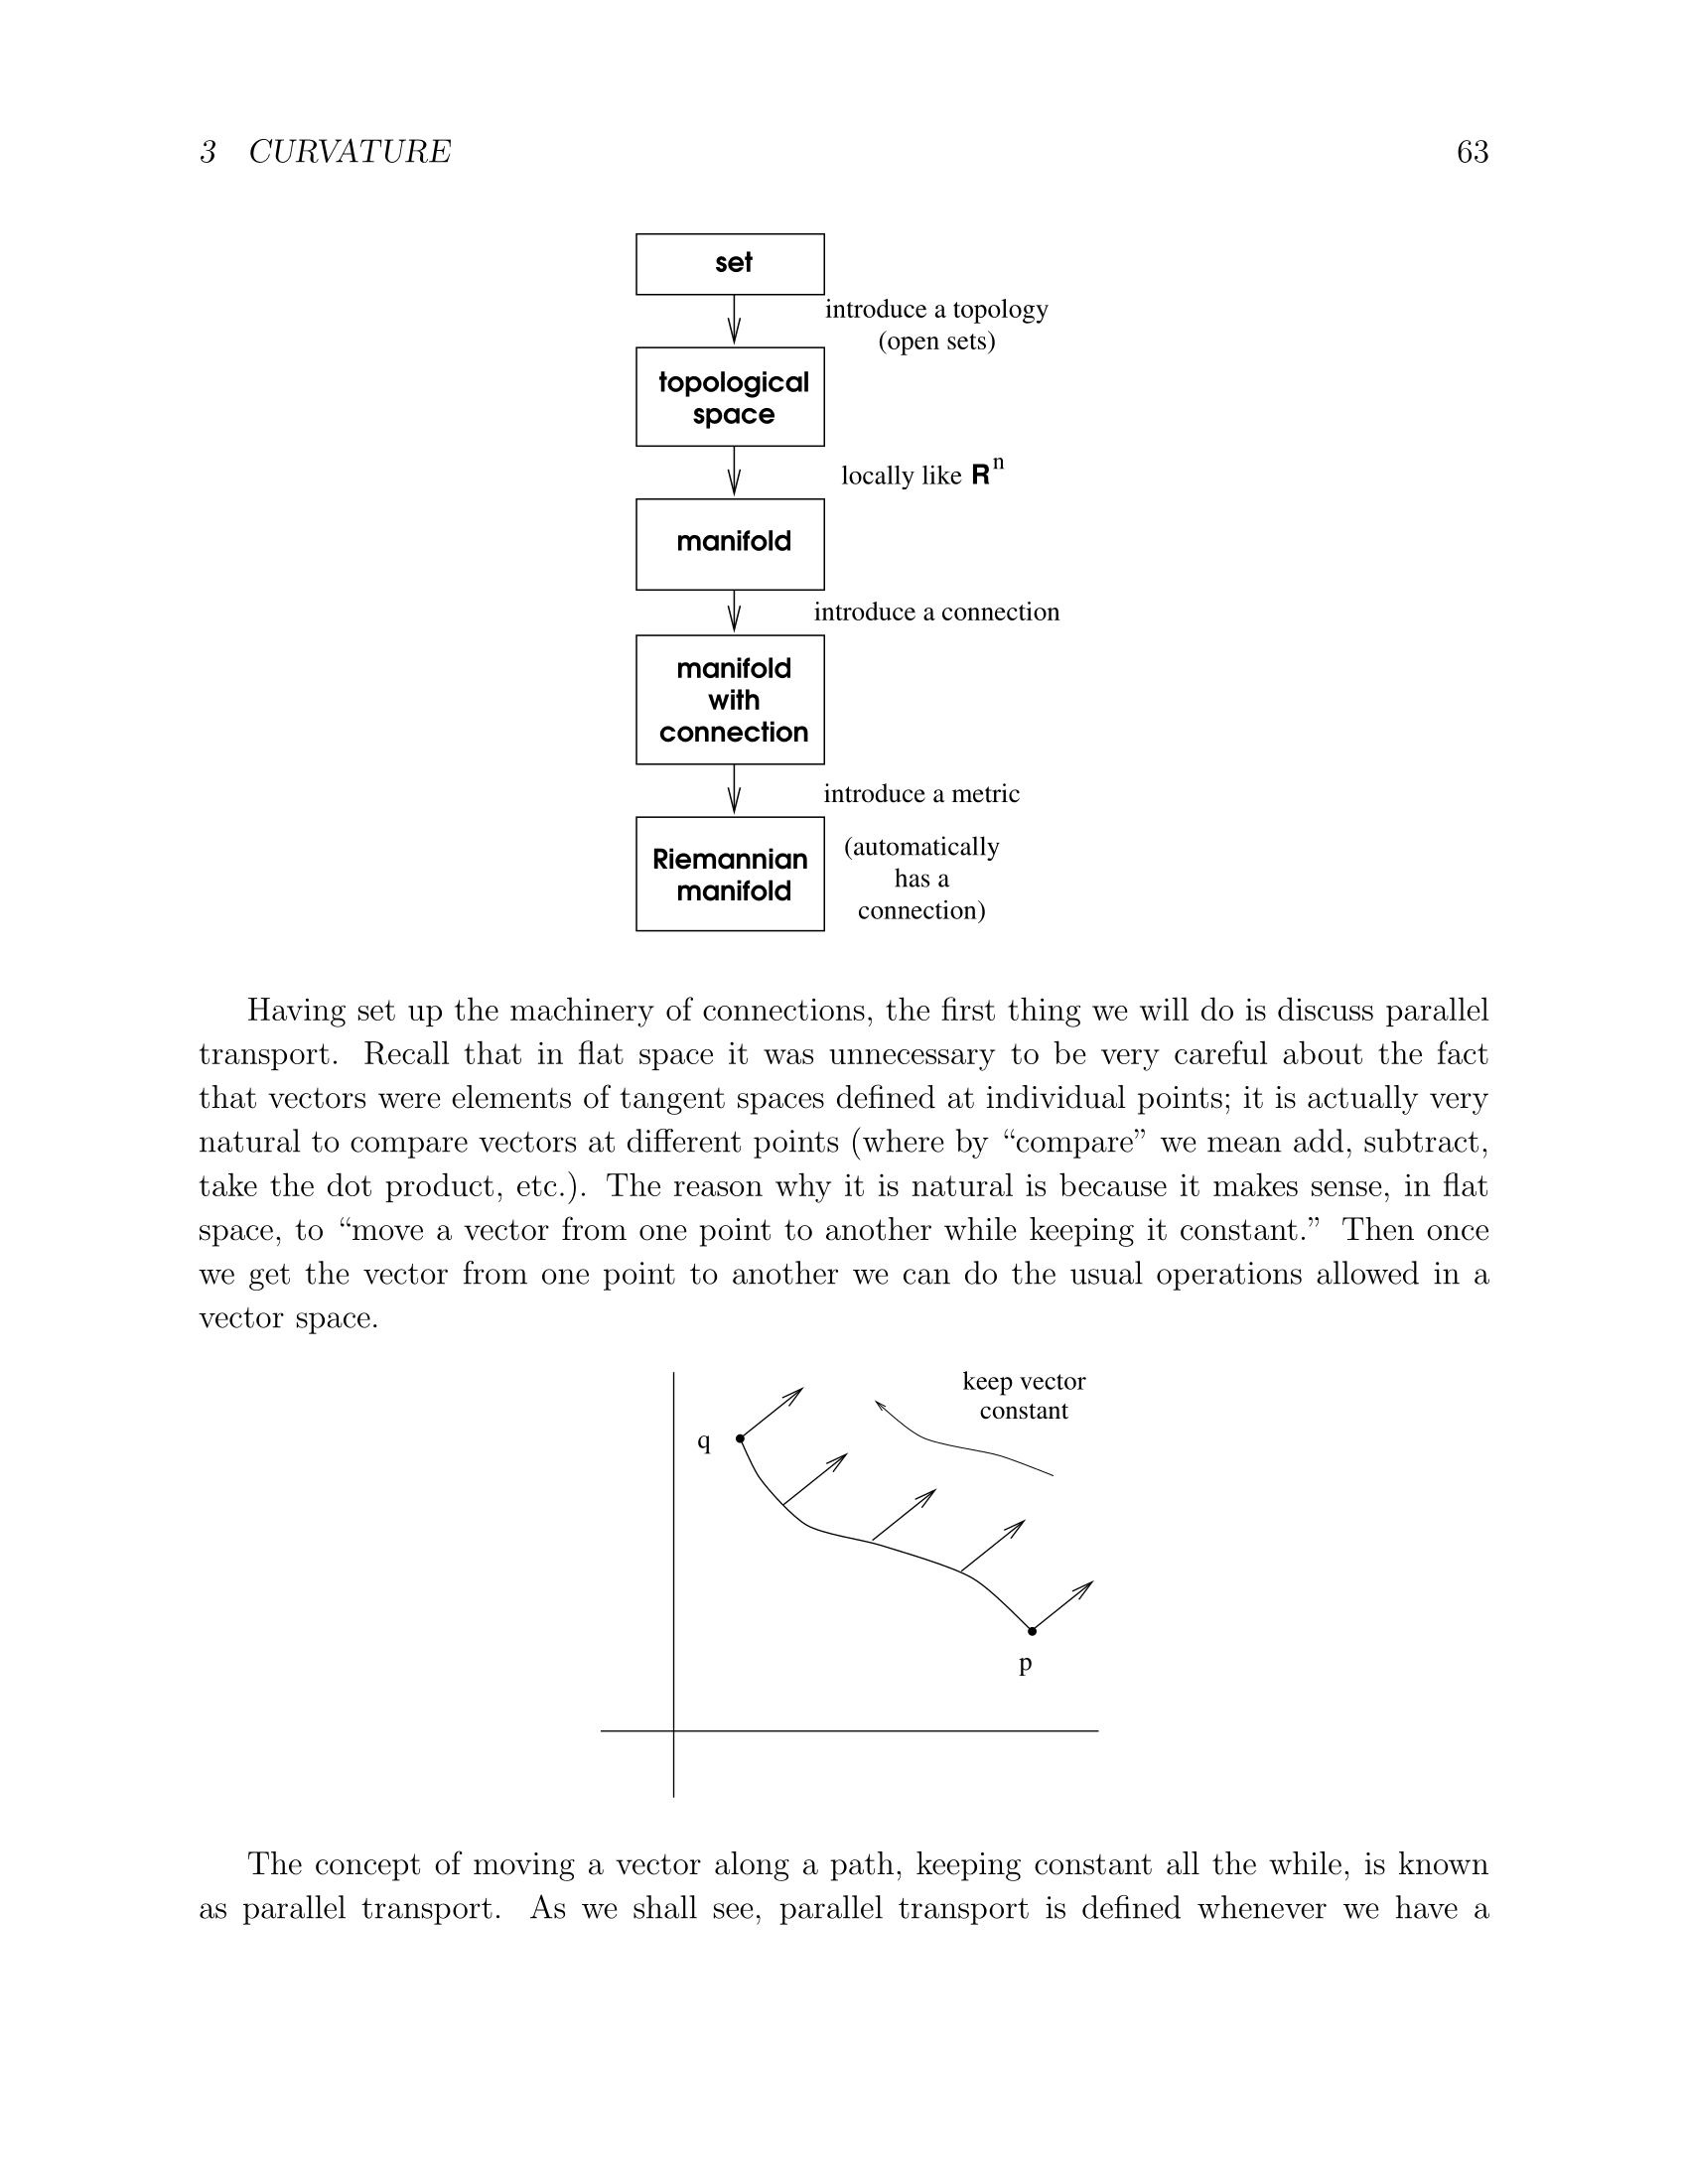 3 CURVATURE 63
set
introduce a topology
(open sets)
topological
space
locally like Rⁿ
manifold
introduce a connection
manifold
with
connection
introduce a metric
Riemannian
manifold
(automatically
has a
connection)
Having set up the machinery of connections, the first thing we will do is discuss parallel
transport. Recall that in flat space it was unnecessary to be very careful about the fact
that vectors were elements of tangent spaces defined at individual points; it is actually very
natural to compare vectors at different points (where by “compare” we mean add, subtract,
take the dot product, etc.). The reason why it is natural is because it makes sense, in flat
space, to “move a vector from one point to another while keeping it constant.” Then once
we get the vector from one point to another we can do the usual operations allowed in a
vector space.
keep vector
constant
q
p
The concept of moving a vector along a path, keeping constant all the while, is known
as parallel transport. As we shall see, parallel transport is defined whenever we have a